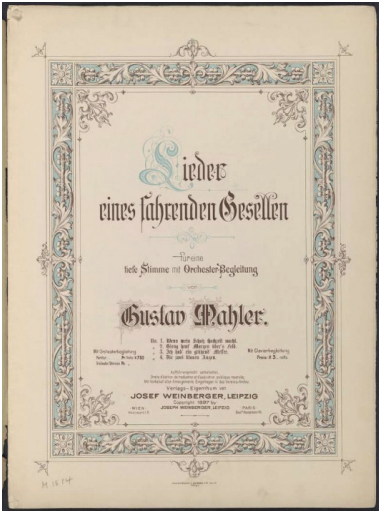 Lieder
eines fahrenden Gesellen
für eine
tiefe Stimme mit Orchester-Begleitung
von
Gustav Mahler.
No. 1. Wenn mein Schatz Hochzeit macht.
" 2. Ging heut' Morgen über's Feld.
" 3. Ich hab' ein glühend Messer.
" 4. Die zwei blauen Augen.
Mit Orchesterbegleitung
Mit Clavierbegleitung
Verlags-Eigenthum von
JOSEF WEINBERGER, LEIPZIG
Copyright 1897 by
JOSEPH WEINBERGER, LEIPZIG
WIEN
PARIS